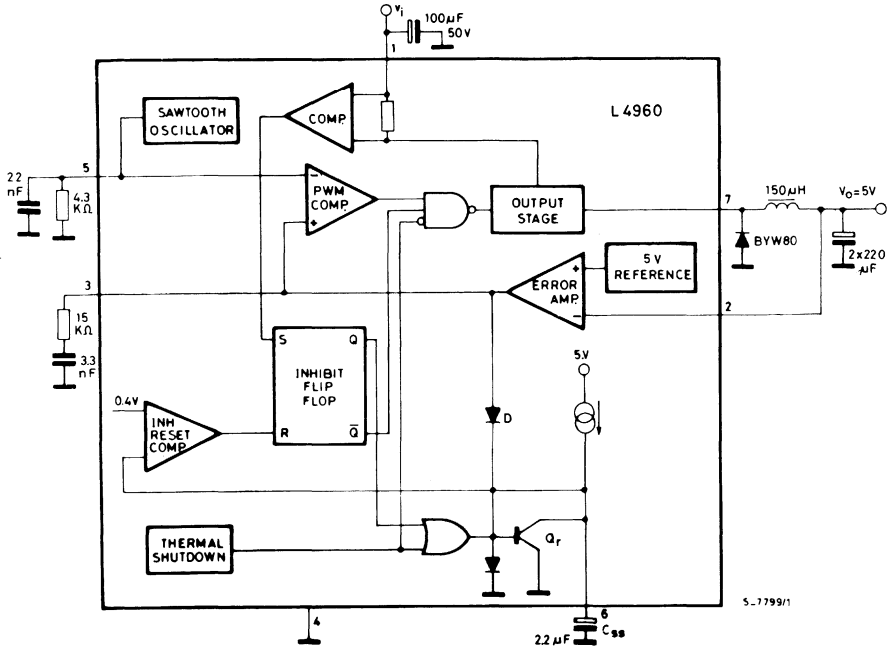 vi
100µF
50V
1
L4960
SAWTOOTH
OSCILLATOR
COMP.
5
2.2
nF
4.3
KΩ
−
PWM
COMP.
+
OUTPUT
STAGE
7
150µH
Vo=5V
BYW80
2x220
µF
5V
REFERENCE
+
ERROR
AMP.
−
2
3
15
KΩ
3.3
nF
S
Q
INHIBIT
FLIP
FLOP
R
Q̅
5V
0.4V
INH
RESET
COMP.
D
THERMAL
SHUTDOWN
Qr
4
6
Css
2.2µF
S-7799/1